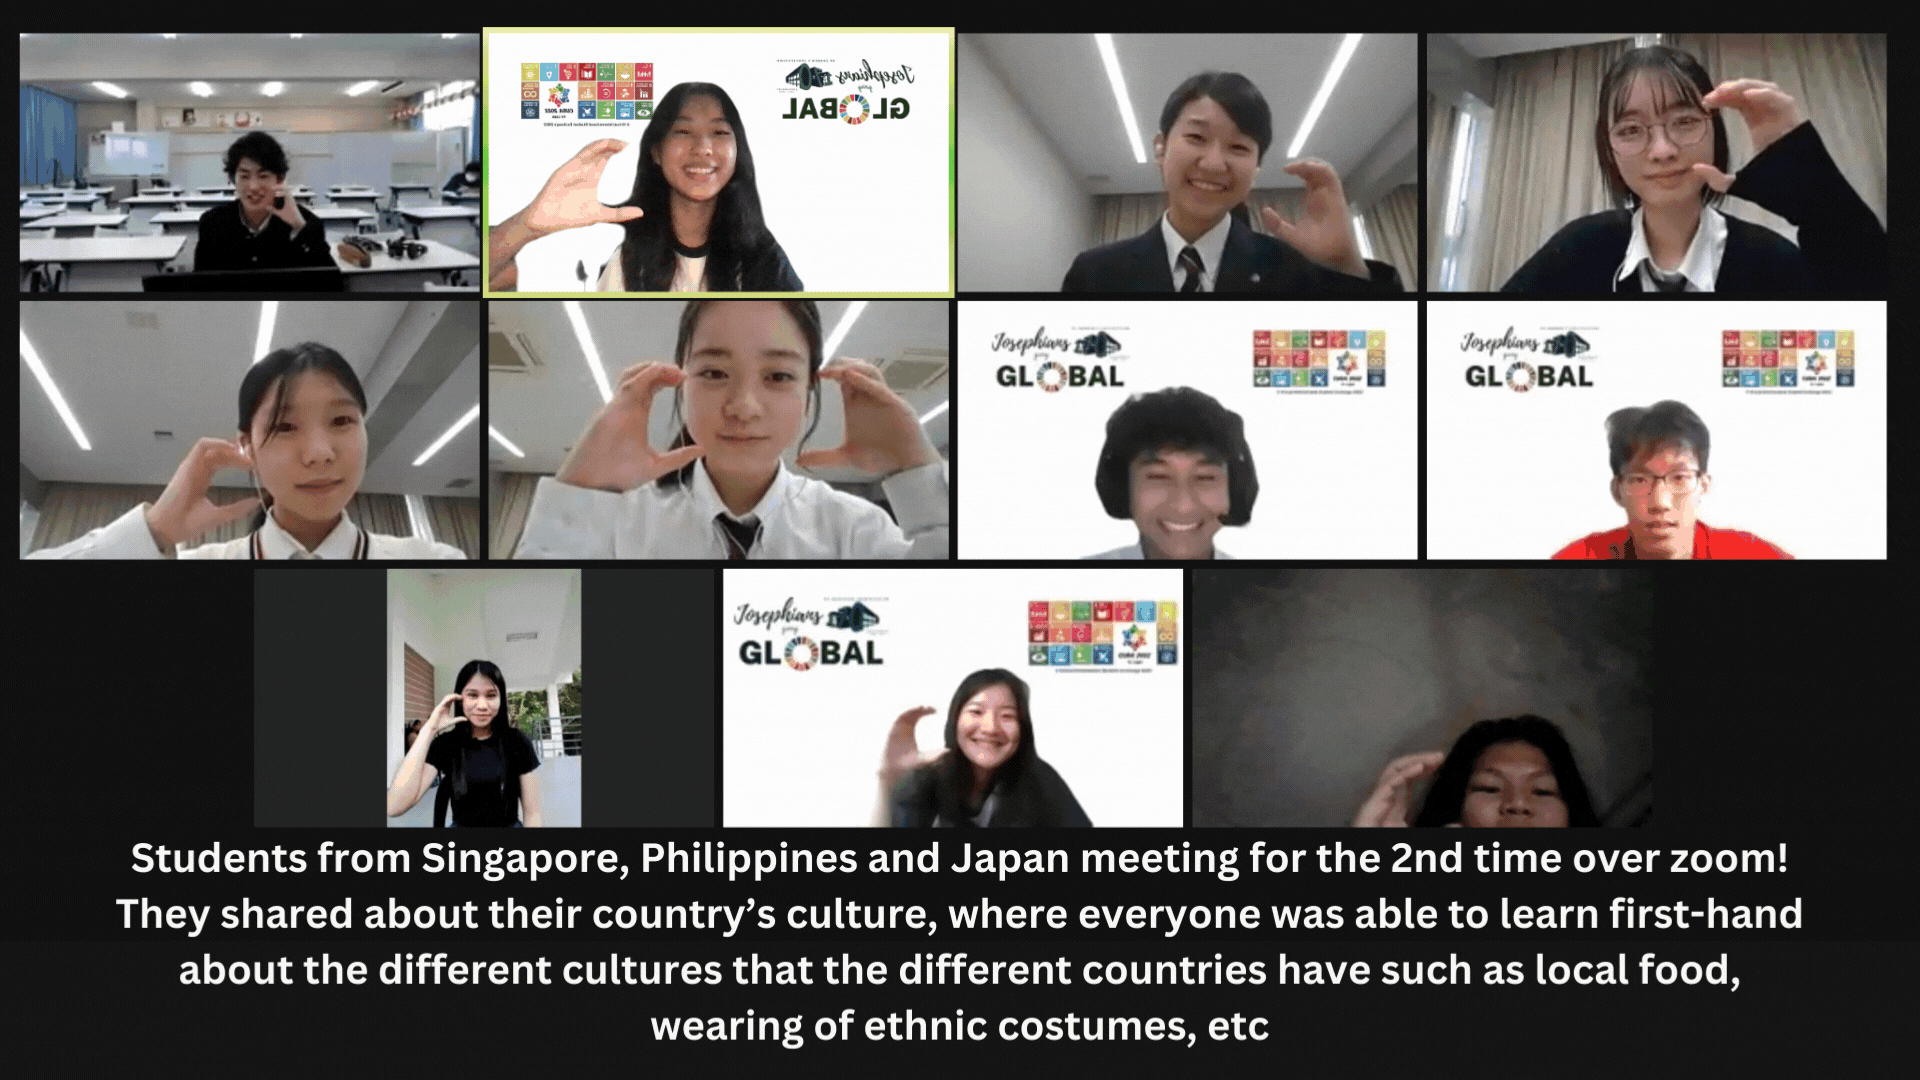 Josephians
going
GLOBAL
Josephians
going
GLOBAL
Josephians
going
GLOBAL
Josephians
going
GLOBAL
Students from Singapore, Philippines and Japan meeting for the 2nd time over zoom!
They shared about their country’s culture, where everyone was able to learn first-hand
about the different cultures that the different countries have such as local food,
wearing of ethnic costumes, etc